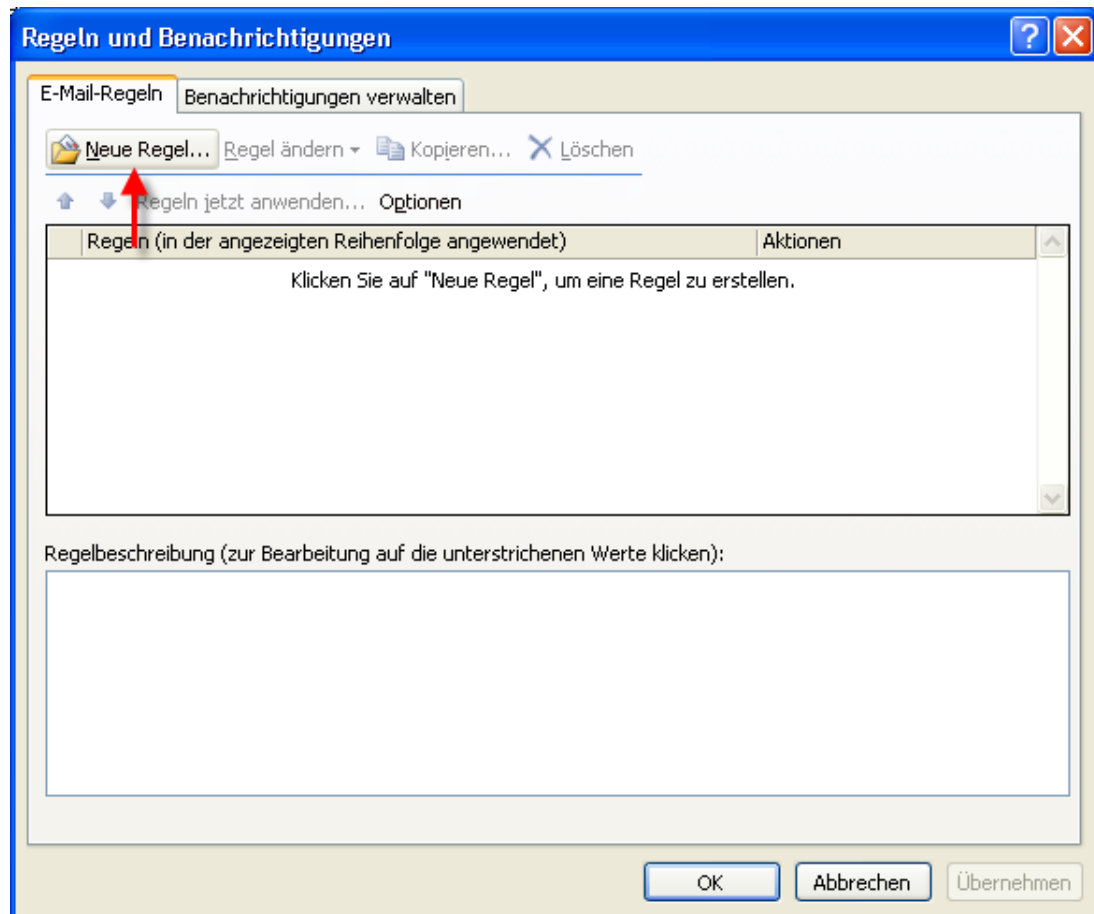 Regeln und Benachrichtigungen
E-Mail-Regeln Benachrichtigungen verwalten
Neue Regel... Regel ändern Kopieren... Löschen
Regeln jetzt anwenden... Optionen
Regeln (in der angezeigten Reihenfolge angewendet) Aktionen
Klicken Sie auf "Neue Regel", um eine Regel zu erstellen.
Regelbeschreibung (zur Bearbeitung auf die unterstrichenen Werte klicken):
OK Abbrechen Übernehmen